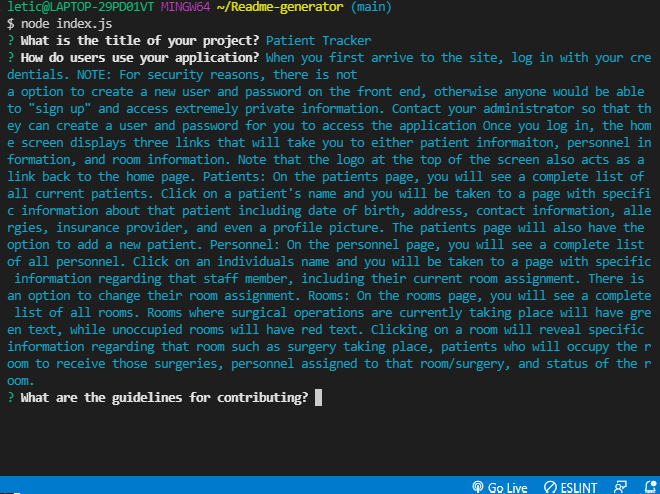 letic@LAPTOP-29PD01VT MINGW64 ~/Readme-generator (main)
$ node index.js
? What is the title of your project? Patient Tracker
? How do users use your application? When you first arrive to the site, log in with your cre
dentials. NOTE: For security reasons, there is not
a option to create a new user and password on the front end, otherwise anyone would be able
to "sign up" and access extremely private information. Contact your administrator so that th
ey can create a user and password for you to access the application Once you log in, the hom
e screen displays three links that will take you to either patient informaiton, personnel in
formation, and room information. Note that the logo at the top of the screen also acts as a
link back to the home page. Patients: On the patients page, you will see a complete list of
all current patients. Click on a patient's name and you will be taken to a page with specifi
c information about that patient including date of birth, address, contact information, alle
rgies, insurance provider, and even a profile picture. The patients page will also have the
option to add a new patient. Personnel: On the personnel page, you will see a complete list
of all personnel. Click on an individuals name and you will be taken to a page with specific
information regarding that staff member, including their current room assignment. There is
an option to change their room assignment. Rooms: On the rooms page, you will see a complete
list of all rooms. Rooms where surgical operations are currently taking place will have gre
en text, while unoccupied rooms will have red text. Clicking on a room will reveal specific
information regarding that room such as surgery taking place, patients who will occupy the r
oom to receive those surgeries, personnel assigned to that room/surgery, and status of the r
oom.
? What are the guidelines for contributing?
Go Live ESLINT